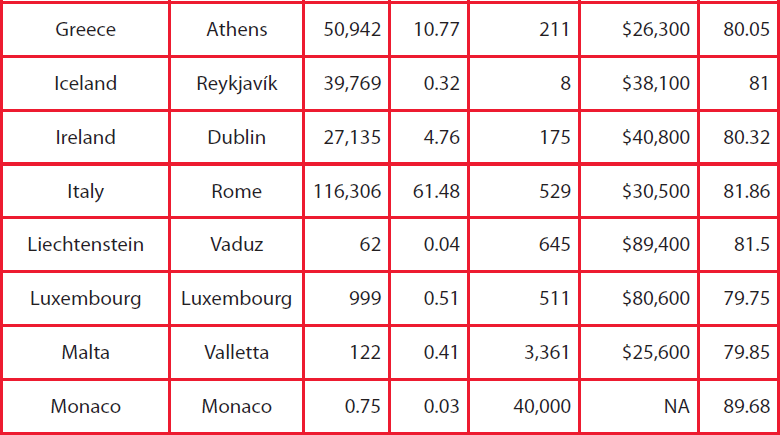 Greece Athens 50,942 10.77 211 $26,300 80.05
Iceland Reykjavík 39,769 0.32 8 $38,100 81
Ireland Dublin 27,135 4.76 175 $40,800 80.32
Italy Rome 116,306 61.48 529 $30,500 81.86
Liechtenstein Vaduz 62 0.04 645 $89,400 81.5
Luxembourg Luxembourg 999 0.51 511 $80,600 79.75
Malta Valletta 122 0.41 3,361 $25,600 79.85
Monaco Monaco 0.75 0.03 40,000 NA 89.68